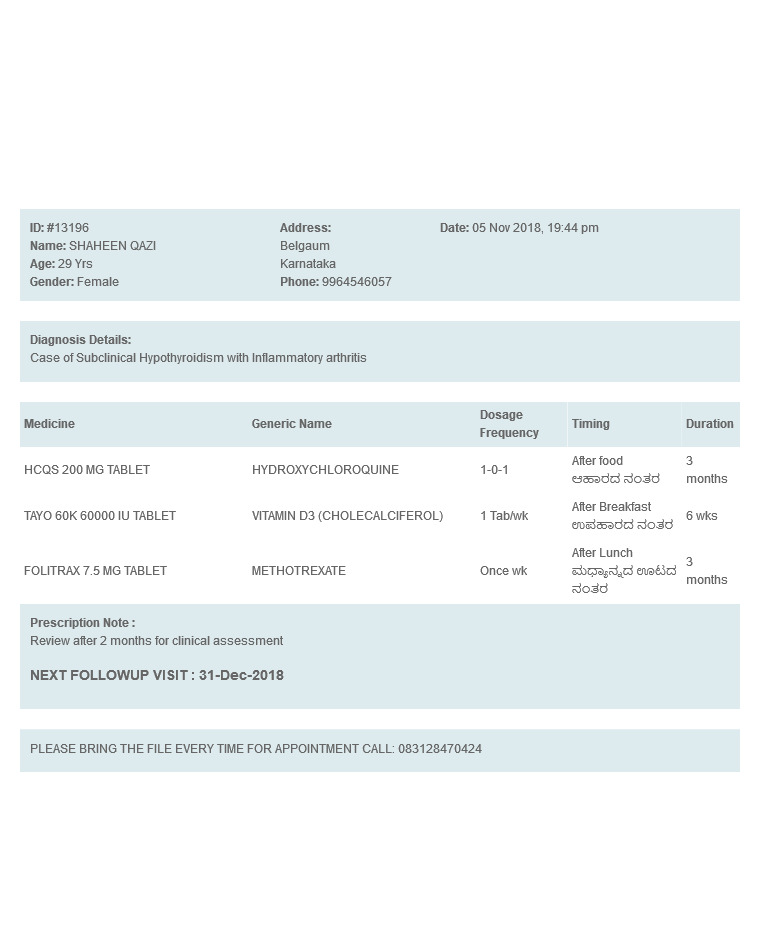 ID: #13196
Name: SHAHEEN QAZI
Age: 29 Yrs
Gender: Female
Address:
Belgaum
Karnataka
Phone: 9964546057
Date: 05 Nov 2018, 19:44 pm
Diagnosis Details:
Case of Subclinical Hypothyroidism with Inflammatory arthritis
Medicine Generic Name Dosage Frequency Timing Duration
HCQS 200 MG TABLET HYDROXYCHLOROQUINE 1-0-1 After food 3
ಆಹಾರದ ನಂತರ months
TAYO 60K 60000 IU TABLET VITAMIN D3 (CHOLECALCIFEROL) 1 Tab/wk After Breakfast 6 wks
ಉಪಹಾರದ ನಂತರ
FOLITRAX 7.5 MG TABLET METHOTREXATE Once wk After Lunch 3
ಮಧ್ಯಾನ್ನದ ಊಟದ months
ನಂತರ
Prescription Note :
Review after 2 months for clinical assessment
NEXT FOLLOWUP VISIT : 31-Dec-2018
PLEASE BRING THE FILE EVERY TIME FOR APPOINTMENT CALL: 083128470424